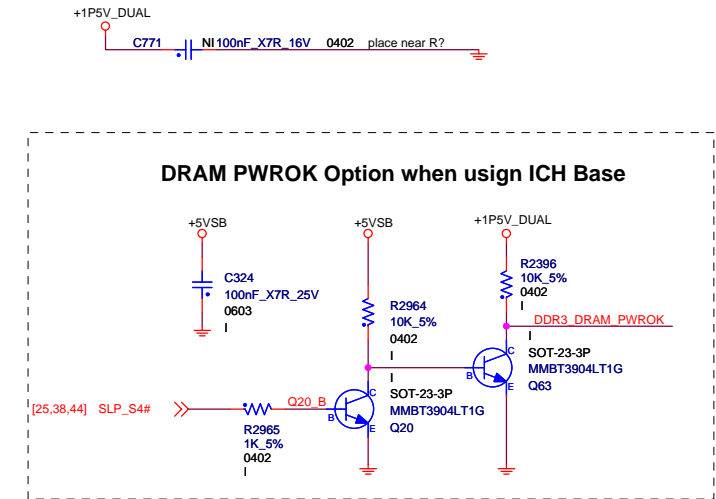 +1P5V_DUAL
C771 NI 100nF_X7R_16V 0402 place near R?
DRAM PWROK Option when usign ICH Base
+5VSB
+5VSB
+1P5V_DUAL
C324
100nF_X7R_25V
0603
I
R2964
10K_5%
0402
I
R2396
10K_5%
0402
I
DDR3_DRAM_PWROK
I
SOT-23-3P
MMBT3904LT1G
Q63
C
B
E
I
SOT-23-3P
MMBT3904LT1G
Q20
C
B
E
[25,38,44] SLP_S4#
Q20_B
R2965
1K_5%
0402
I